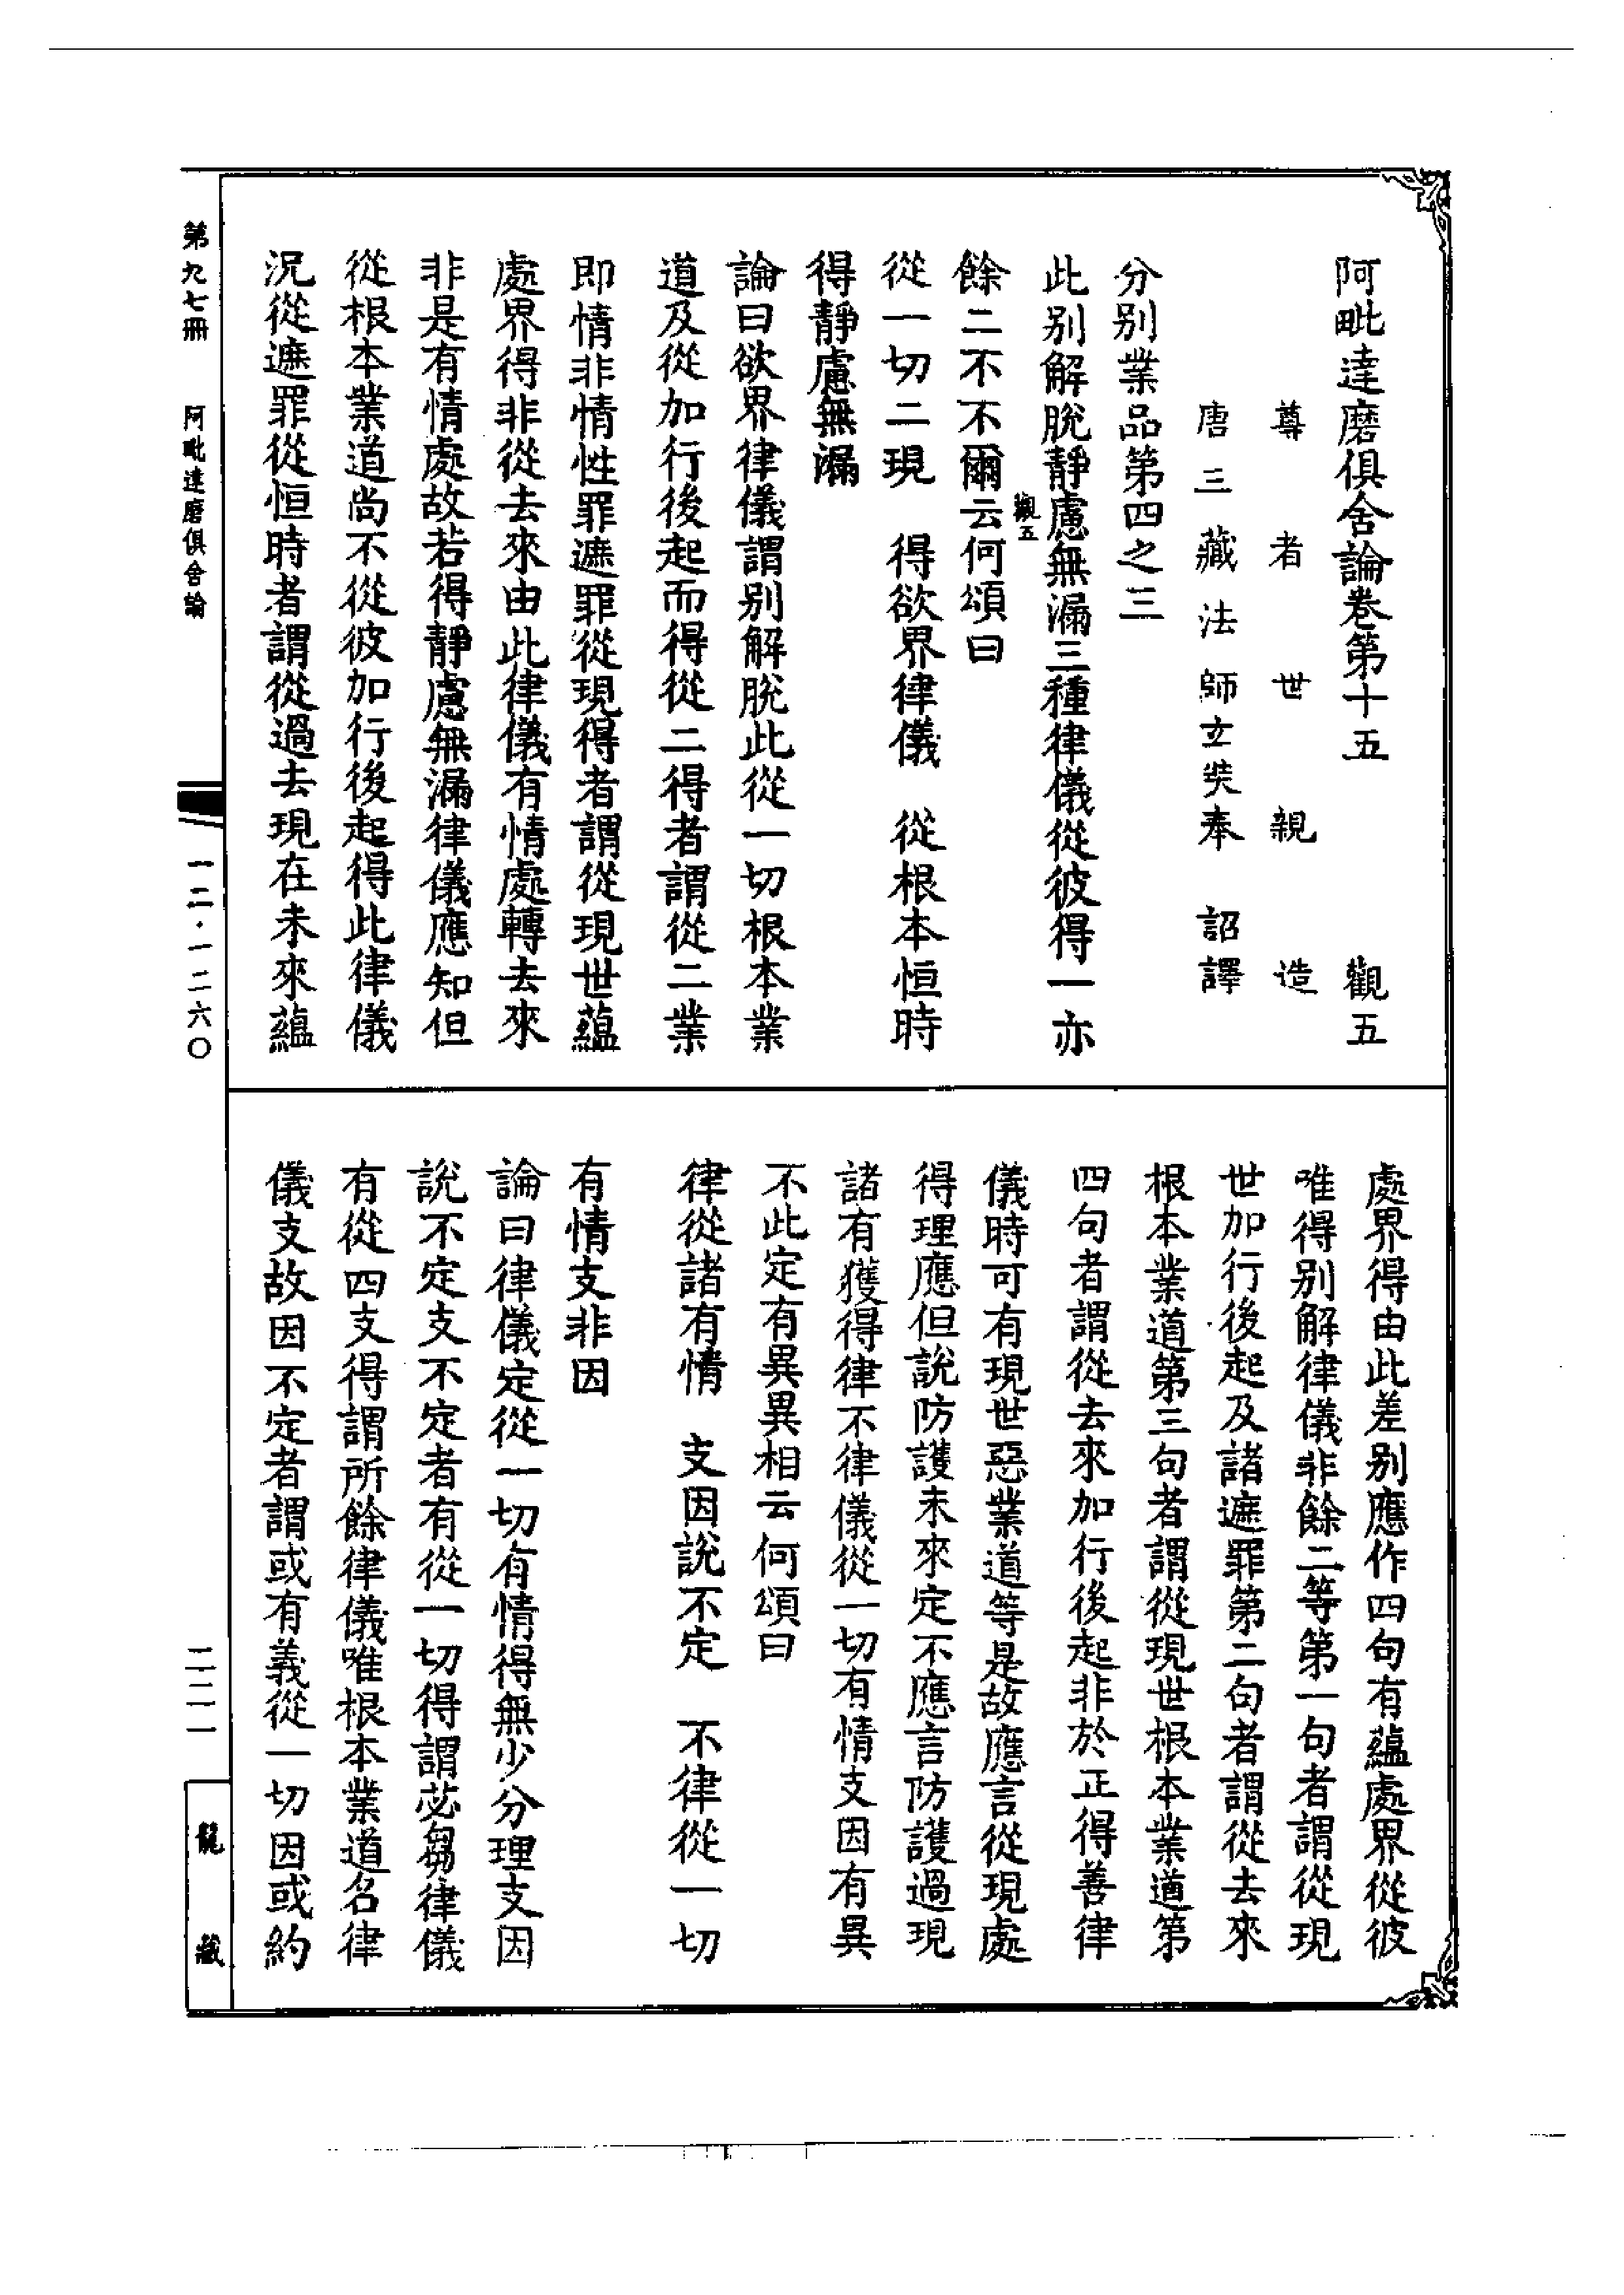 阿毗達磨俱舍論卷第十五 觀五
尊者世親造
唐三藏法師玄奘奉 詔譯
分别業品第四之三
此别解脫靜慮無漏三種律儀從彼得一亦
觀五
餘二不不爾云何頌曰
從一切二現 得欲界律儀 從根本恒時
得靜慮無漏
論曰欲界律儀謂别解脫此從一切根本業
道及從加行後起而得從二得者謂從二業
即情非情性罪遮罪從現得者謂從現世蘊
處界得非從去來由此律儀有情處轉去來
非是有情處故若得靜慮無漏律儀應知但
從根本業道尚不從彼加行後起得此律儀
況從遮罪從恒時者謂從過去現在未來蘊
處界得由此差别應作四句有蘊處界從彼
唯得别解律儀非餘二等第一句者謂從現
世加行後起及諸遮罪第二句者謂從去來
根本業道第三句者謂從現世根本業道第
四句者謂從去來加行後起非於正得善律
儀時可有現世惡業道等是故應言從現處
得理應但說防護未來定不應言防護過現
諸有獲得律不律儀從一切有情支因有異
不此定有異異相云何頌曰
律從諸有情 支因說不定 不律從一切
有情支非因
論曰律儀定從一切有情得無少分理支因
說不定支不定者有從一切得謂苾芻律儀
有從四支得謂所餘律儀唯根本業道名律
儀支故因不定者謂或有義從一切因或約
第九七冊 阿毗達磨俱舍論
一二·一二六〇
二二一
龍藏